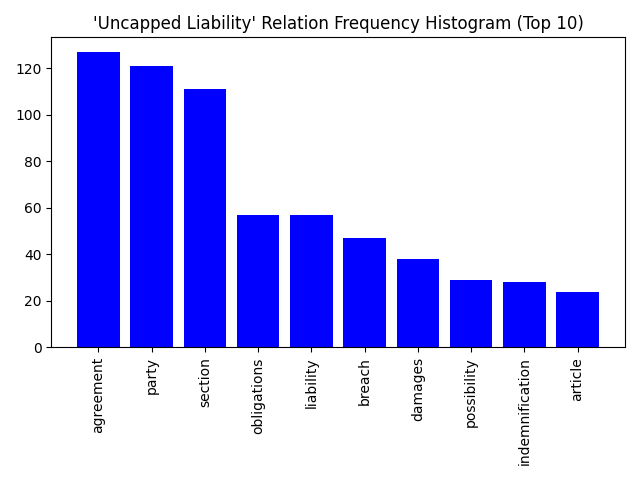 'Uncapped Liability' Relation Frequency Histogram (Top 10)
120
100
80
60
40
20
0
agreement
party
section
obligations
liability
breach
damages
possibility
indemnification
article